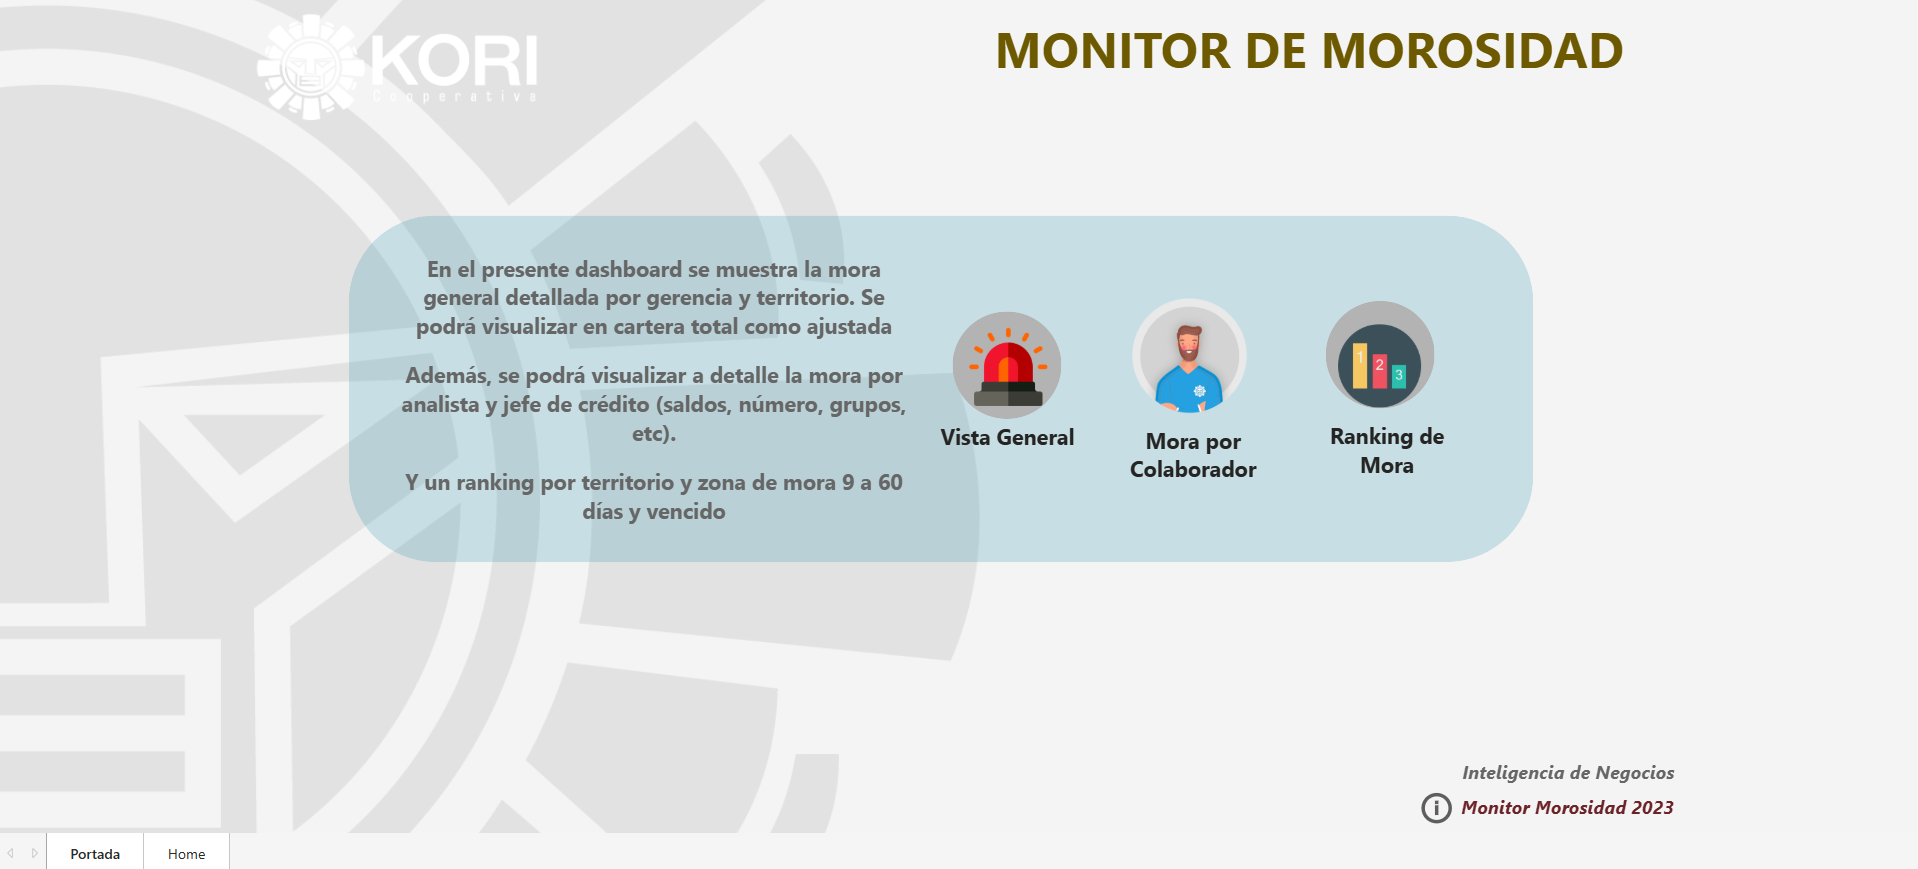 KORI
Cooperativa
MONITOR DE MOROSIDAD
En el presente dashboard se muestra la mora
general detallada por gerencia y territorio. Se
podrá visualizar en cartera total como ajustada
Además, se podrá visualizar a detalle la mora por
analista y jefe de crédito (saldos, número, grupos,
etc).
Y un ranking por territorio y zona de mora 9 a 60
días y vencido
Vista General
Mora por
Colaborador
1
2
3
Ranking de
Mora
Inteligencia de Negocios
Monitor Morosidad 2023
Portada
Home